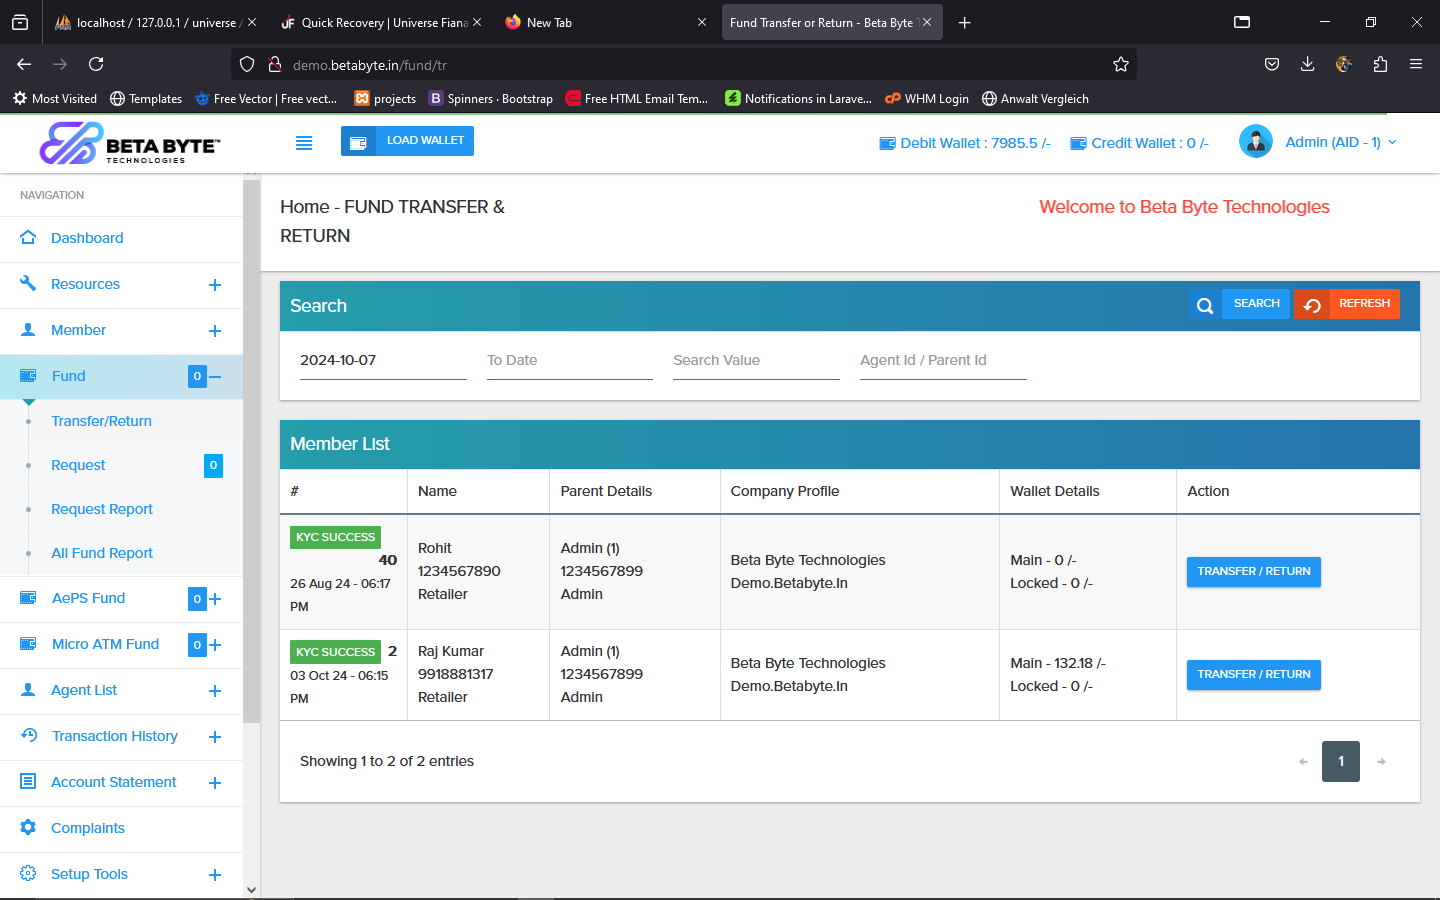 localhost / 127.0.0.1 / universe /
Quick Recovery | Universe Fiana
New Tab
Fund Transfer or Return - Beta Byte
demo.betabyte.in/fund/tr
Most Visited
Templates
Free Vector | Free vect...
projects
Spinners · Bootstrap
Free HTML Email Tem...
Notifications in Larave...
WHM Login
Anwalt Vergleich
BETA BYTE™
TECHNOLOGIES
LOAD WALLET
Debit Wallet : 7985.5 /-
Credit Wallet : 0 /-
Admin (AID - 1)
NAVIGATION
Dashboard
Resources
Member
Fund 0
Transfer/Return
Request 0
Request Report
All Fund Report
AePS Fund 0
Micro ATM Fund 0
Agent List
Transaction History
Account Statement
Complaints
Setup Tools
Home - FUND TRANSFER &
RETURN
Welcome to Beta Byte Technologies
Search
SEARCH
REFRESH
2024-10-07
To Date
Search Value
Agent Id / Parent Id
Member List
# Name Parent Details Company Profile Wallet Details Action
KYC SUCCESS
40
26 Aug 24 - 06:17
PM
Rohit
1234567890
Retailer
Admin (1)
1234567899
Admin
Beta Byte Technologies
Demo.Betabyte.In
Main - 0 /-
Locked - 0 /-
TRANSFER / RETURN
KYC SUCCESS 2
03 Oct 24 - 06:15
PM
Raj Kumar
9918881317
Retailer
Admin (1)
1234567899
Admin
Beta Byte Technologies
Demo.Betabyte.In
Main - 132.18 /-
Locked - 0 /-
TRANSFER / RETURN
Showing 1 to 2 of 2 entries
1